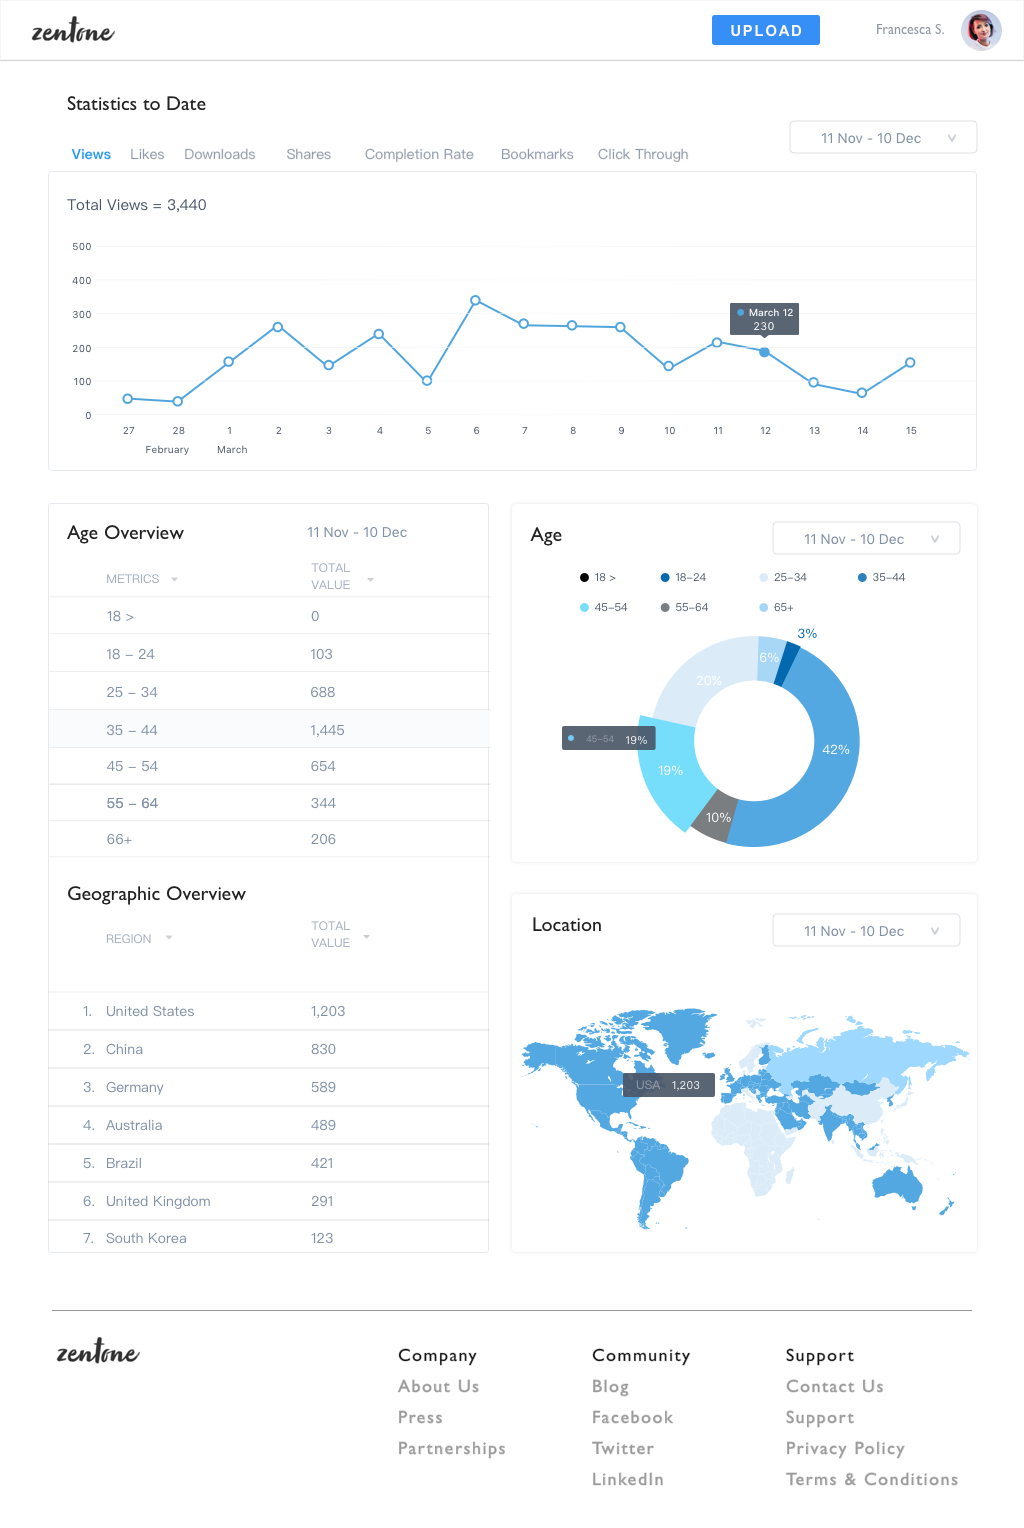 zentone
UPLOAD
Francesca S.
Statistics to Date
11 Nov - 10 Dec
Views Likes Downloads Shares Completion Rate Bookmarks Click Through
Total Views = 3,440
500
400
300
200
100
0
March 12
230
27 28 1 2 3 4 5 6 7 8 9 10 11 12 13 14 15
February March
Age Overview 11 Nov - 10 Dec
METRICS TOTAL
VALUE
18 > 0
18 – 24 103
25 – 34 688
35 – 44 1,445
45 – 54 654
55 – 64 344
66+ 206
Geographic Overview
REGION TOTAL
VALUE
1. United States 1,203
2. China 830
3. Germany 589
4. Australia 489
5. Brazil 421
6. United Kingdom 291
7. South Korea 123
Age
11 Nov - 10 Dec
18 > 18–24 25–34 35–44
45–54 55–64 65+
3%
6%
20%
45–54 19%
42%
19%
10%
Location
11 Nov - 10 Dec
USA 1,203
zentone
Company
About Us
Press
Partnerships
Community
Blog
Facebook
Twitter
LinkedIn
Support
Contact Us
Support
Privacy Policy
Terms & Conditions